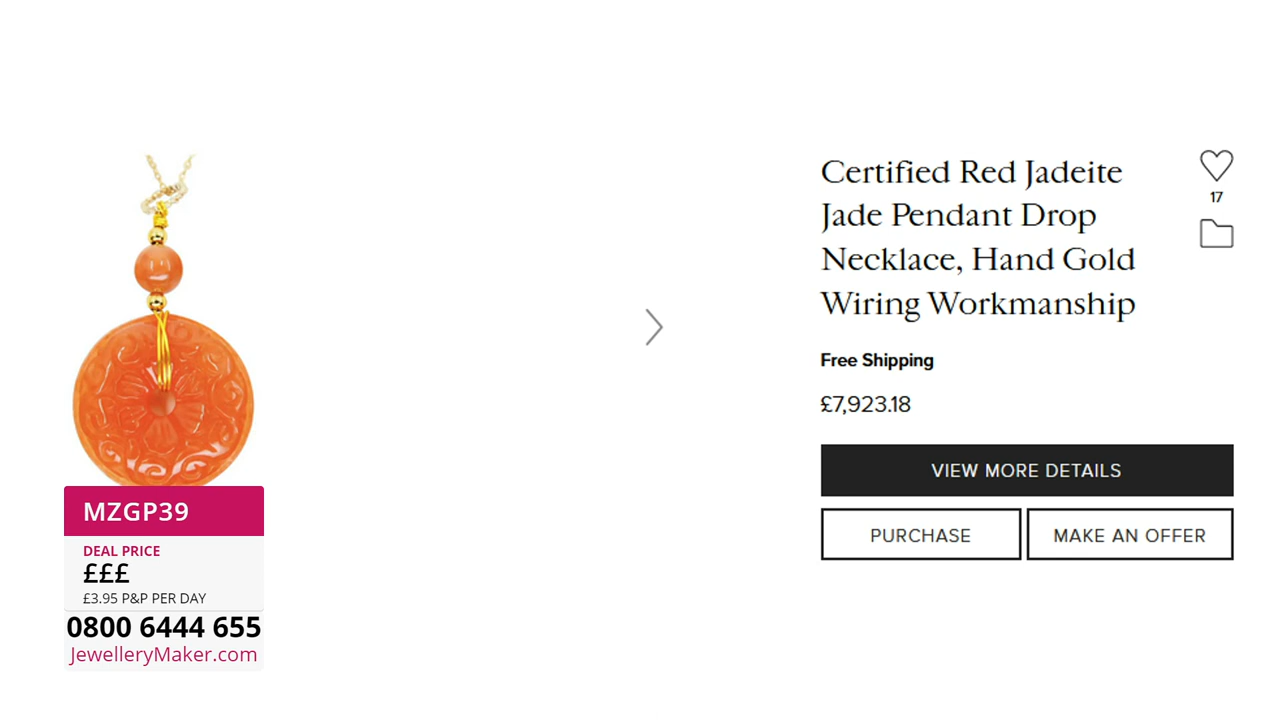 Certified Red Jadeite
Jade Pendant Drop
Necklace, Hand Gold
Wiring Workmanship
17
Free Shipping
£7,923.18
VIEW MORE DETAILS
PURCHASE
MAKE AN OFFER
MZGP39
DEAL PRICE
£££
£3.95 P&P PER DAY
0800 6444 655
JewelleryMaker.com